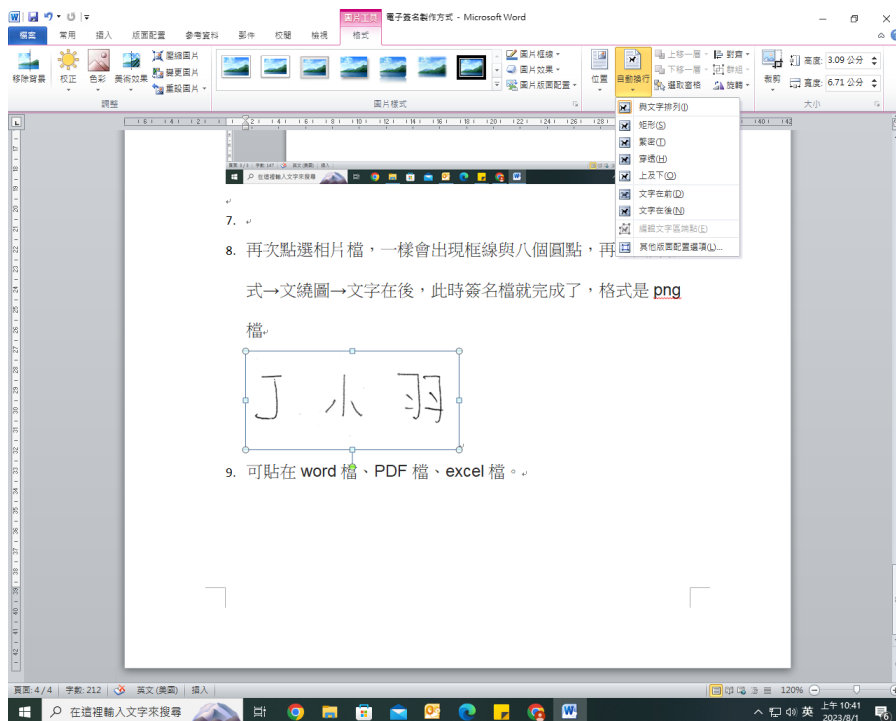 圖片工具 電子簽名製作方式 - Microsoft Word
檔案 常用 插入 版面配置 參考資料 郵件 校閱 檢視 格式
移除背景 校正 色彩 美術效果 壓縮圖片 變更圖片 重設圖片
調整
圖片樣式
圖片框線
圖片效果
圖片版面配置
位置 自動換行
上移一層 對齊
下移一層 群組
選取窗格 旋轉
裁剪
高度: 3.09 公分
寬度: 6.71 公分
大小
與文字排列(I)
矩形(S)
緊密(T)
穿透(H)
上及下(O)
文字在前(D)
文字在後(N)
編輯文字區端點(E)
其他版面配置選項(L)...
在這裡輸入文字來搜尋
7.
8. 再次點選相片檔，一樣會出現框線與八個圓點，再
式→文繞圖→文字在後，此時簽名檔就完成了，格式是 png
檔
丁 小 羽
9. 可貼在 word 檔、PDF 檔、excel 檔。
頁面: 4 / 4 字數: 212 英文 (美國) 插入 120%
在這裡輸入文字來搜尋
英 上午 10:41
2023/8/1